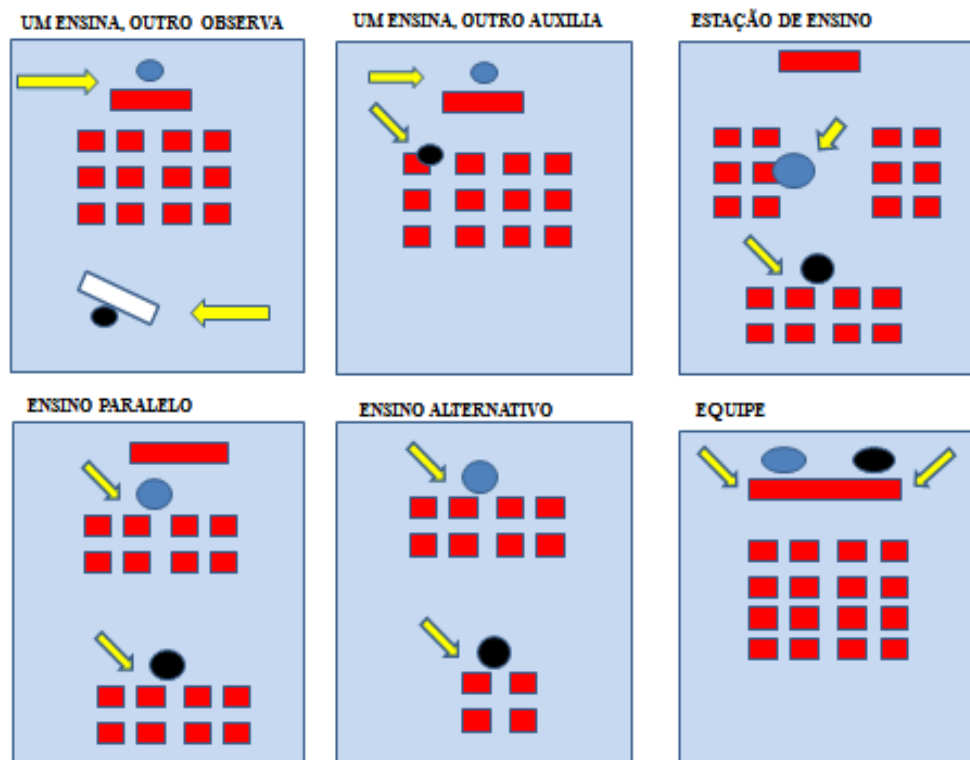 UM ENSINA, OUTRO OBSERVA
UM ENSINA, OUTRO AUXILIA
ESTAÇÃO DE ENSINO
ENSINO PARALELO
ENSINO ALTERNATIVO
EQUIPE